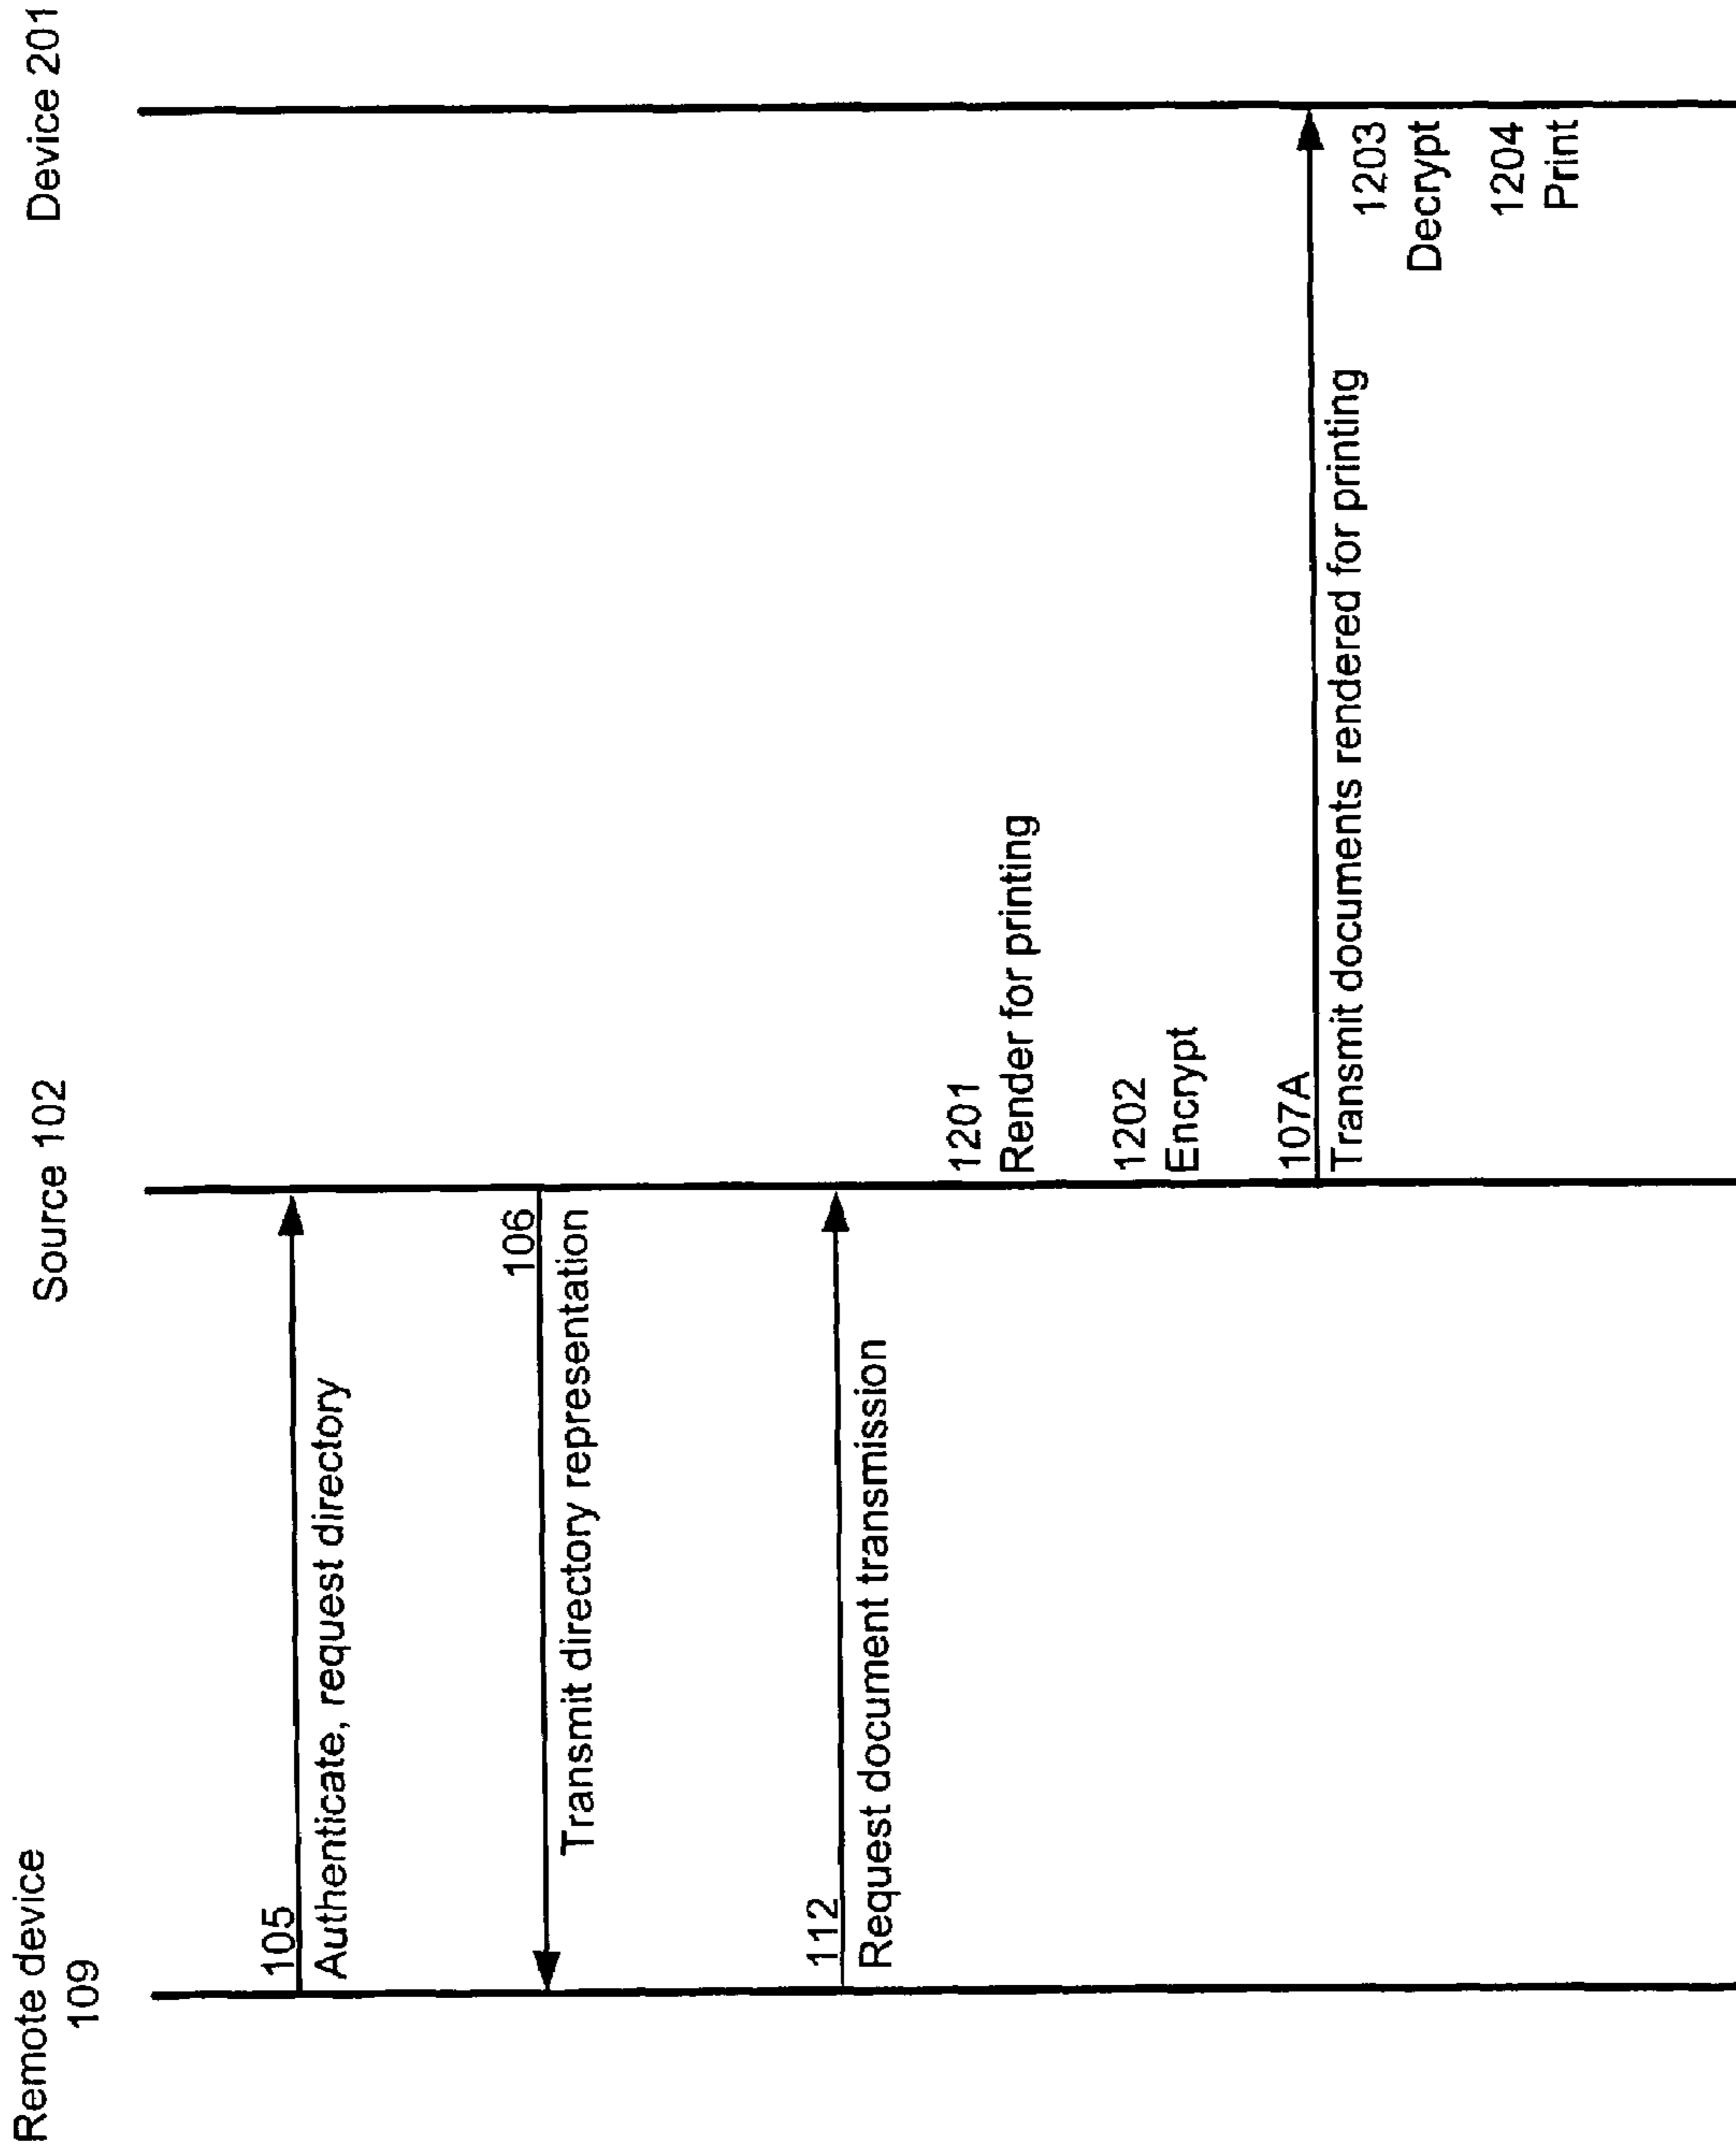 Remote device
109
Source 102
Device 201
105
Authenticate, request directory
106
Transmit directory representation
112
Request document transmission
1201
Render for printing
1202
Encrypt
107A
Transmit documents rendered for printing
1203
Decrypt
1204
Print